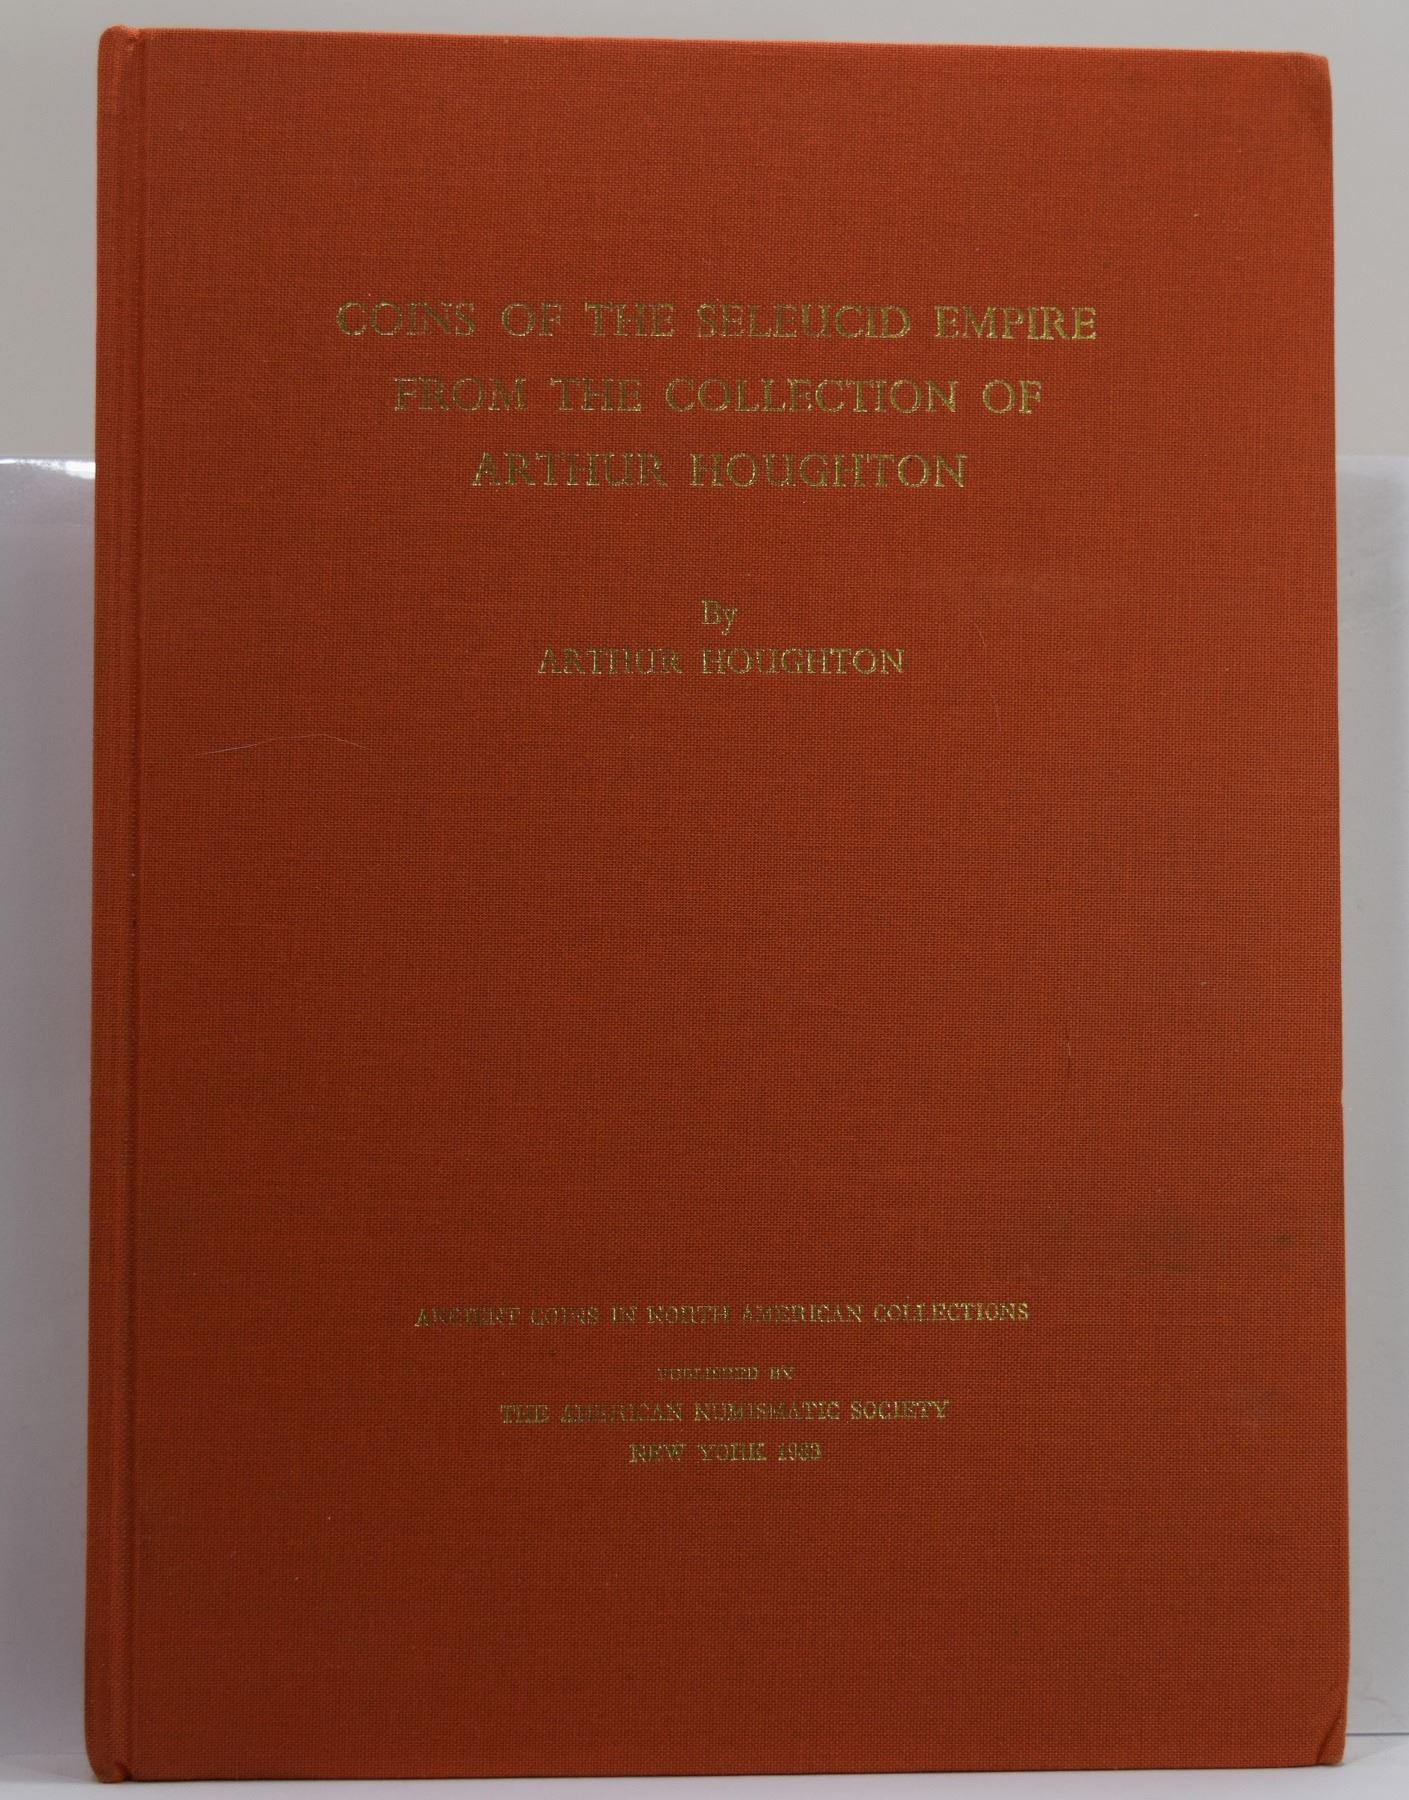 COINS OF THE SELEUCID EMPIRE
FROM THE COLLECTION OF
ARTHUR HOUGHTON
By
ARTHUR HOUGHTON
ANCIENT COINS IN NORTH AMERICAN COLLECTIONS
PUBLISHED BY
THE AMERICAN NUMISMATIC SOCIETY
NEW YORK 1983